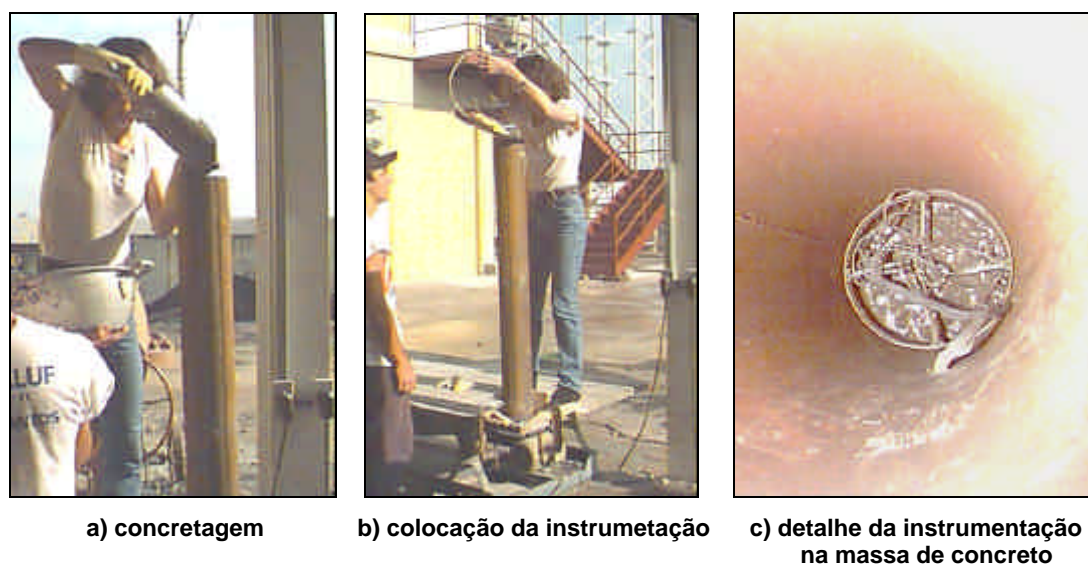 LUF
a) concretagem
b) colocação da instrumetação
c) detalhe da instrumentação
na massa de concreto